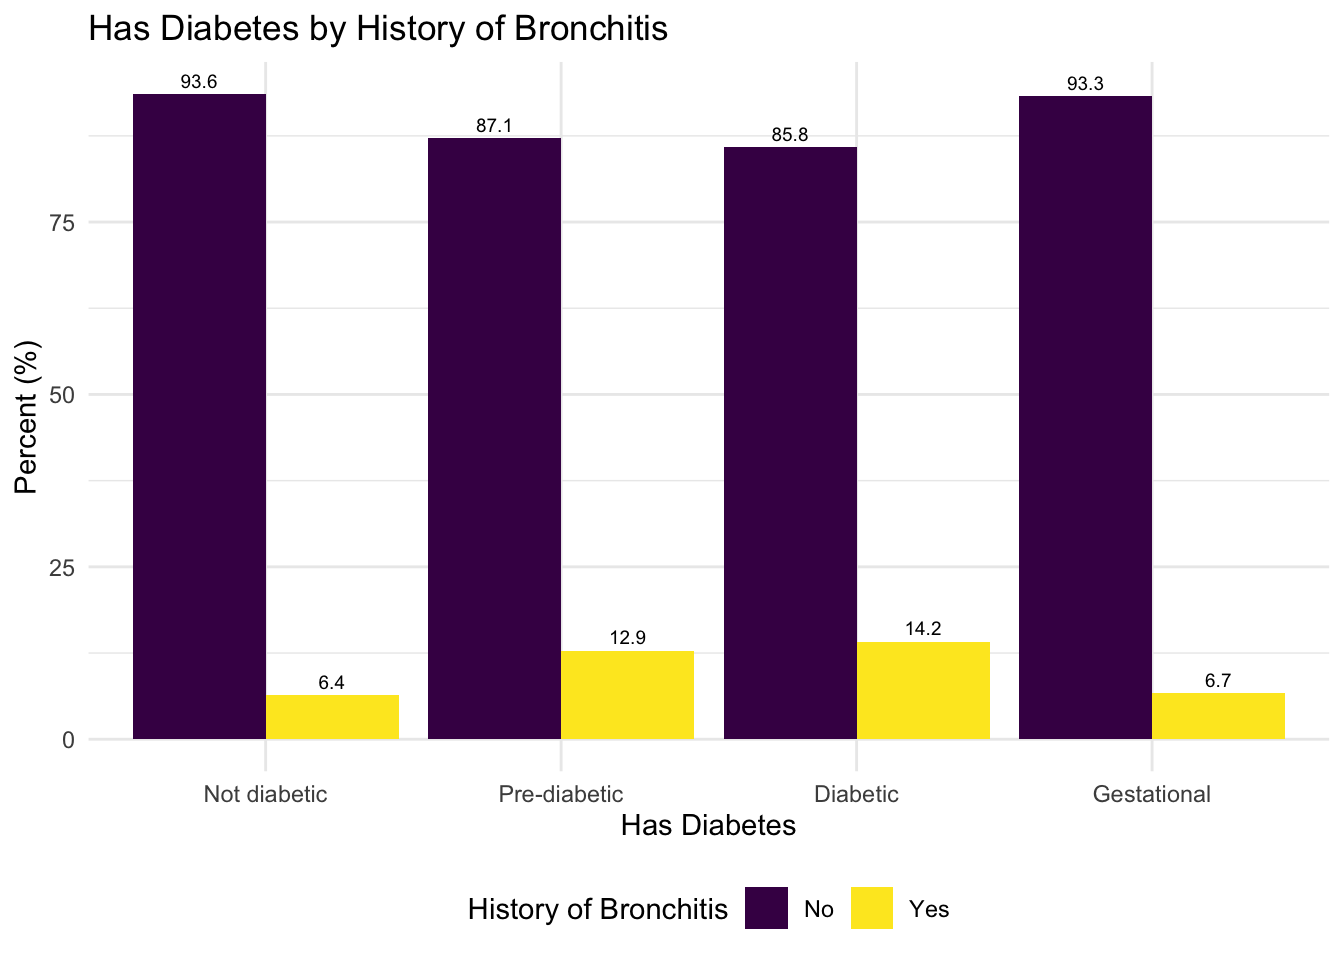 Has Diabetes by History of Bronchitis
93.6
87.1
85.8
93.3
12.9
14.2
6.4
6.7
75
50
25
0
Percent (%)
Not diabetic
Pre-diabetic
Diabetic
Gestational
Has Diabetes
History of Bronchitis
No
Yes